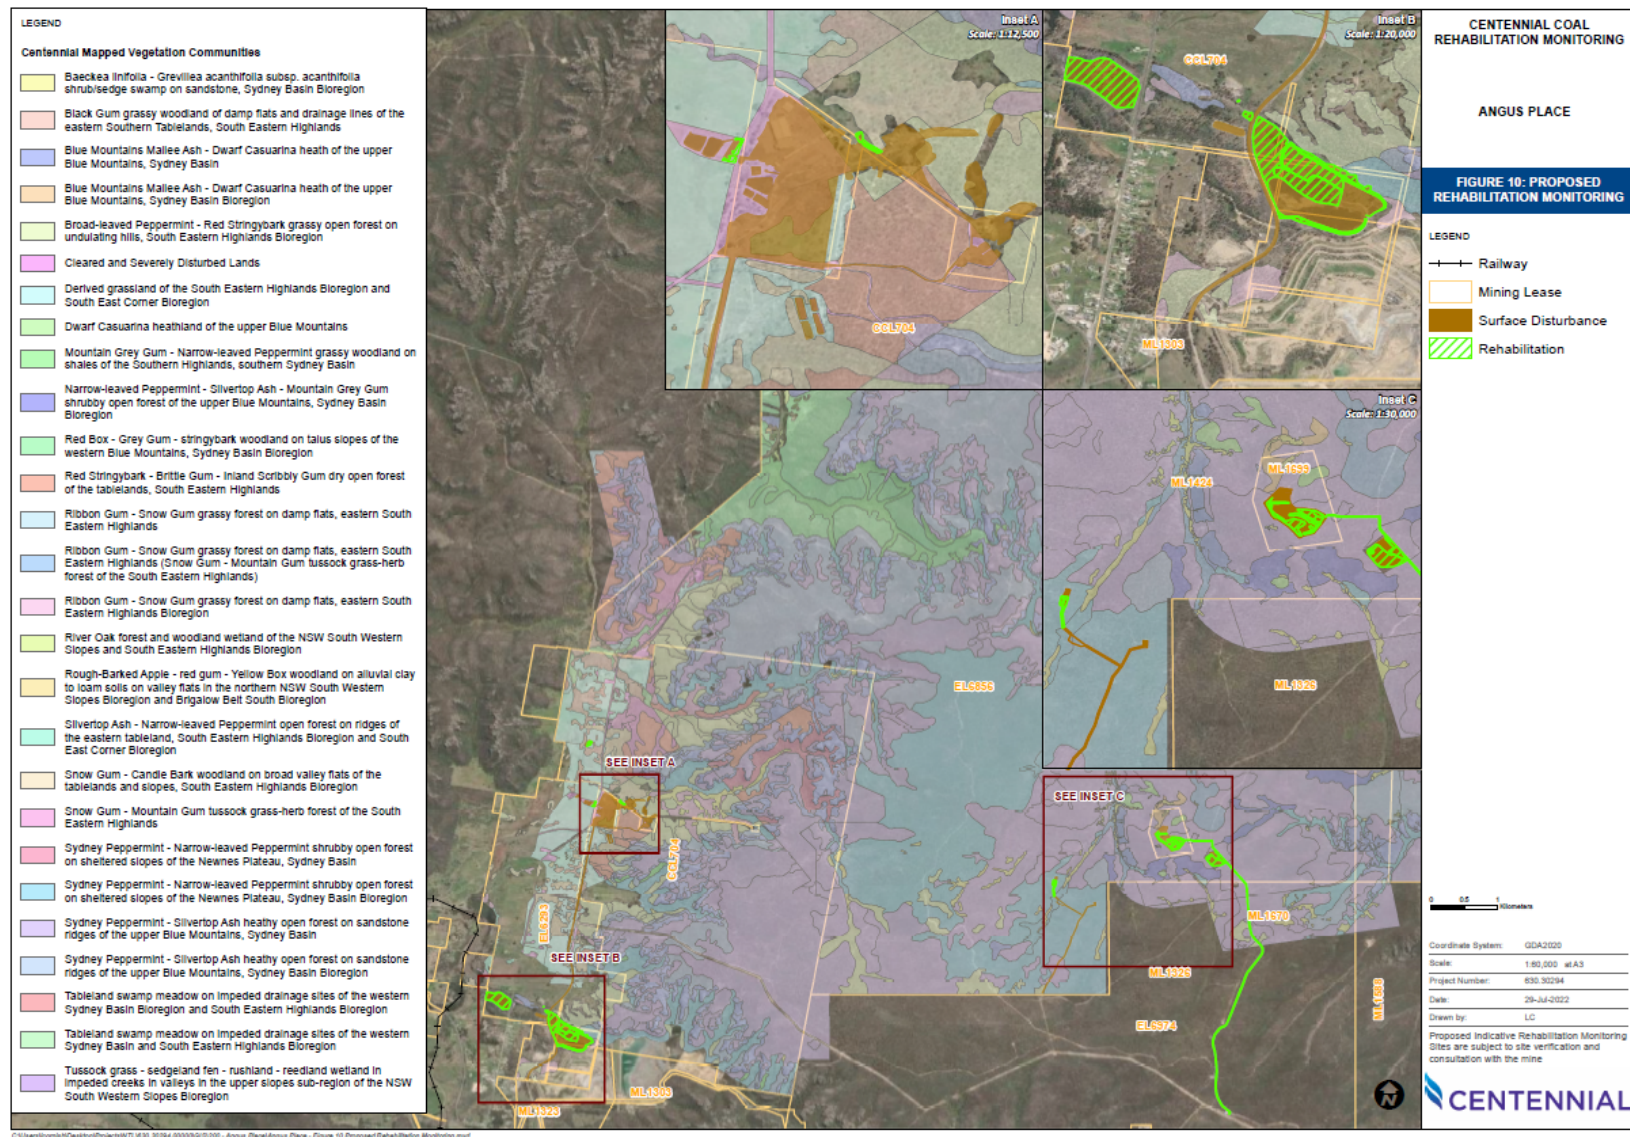 LEGEND
Centennial Mapped Vegetation Communities
Baeckea linifolia - Grevillea acanthifolia subsp. acanthifolia
shrub/sedge swamp on sandstone, Sydney Basin Bioregion
Black Gum grassy woodland of damp flats and drainage lines of the
eastern Southern Tablelands, South Eastern Highlands
Blue Mountains Mallee Ash - Dwarf Casuarina heath of the upper
Blue Mountains, Sydney Basin
Blue Mountains Mallee Ash - Dwarf Casuarina heath of the upper
Blue Mountains, Sydney Basin Bioregion
Broad-leaved Peppermint - Red Stringybark grassy open forest on
undulating hills, South Eastern Highlands Bioregion
Cleared and Severely Disturbed Lands
Derived grassland of the South Eastern Highlands Bioregion and
South East Corner Bioregion
Dwarf Casuarina heathland of the upper Blue Mountains
Mountain Grey Gum - Narrow-leaved Peppermint grassy woodland on
shales of the Southern Highlands, southern Sydney Basin
Narrow-leaved Peppermint - Silvertop Ash - Mountain Grey Gum
shrubby open forest of the upper Blue Mountains, Sydney Basin
Bioregion
Red Box - Grey Gum - stringybark woodland on talus slopes of the
western Blue Mountains, Sydney Basin Bioregion
Red Stringybark - Brittle Gum - Inland Scribbly Gum dry open forest
of the tablelands, South Eastern Highlands
Ribbon Gum - Snow Gum grassy forest on damp flats, eastern South
Eastern Highlands
Ribbon Gum - Snow Gum grassy forest on damp flats, eastern South
Eastern Highlands (Snow Gum - Mountain Gum tussock grass-herb
forest of the South Eastern Highlands)
Ribbon Gum - Snow Gum grassy forest on damp flats, eastern South
Eastern Highlands Bioregion
River Oak forest and woodland wetland of the NSW South Western
Slopes and South Eastern Highlands Bioregion
Rough-Barked Apple - red gum - Yellow Box woodland on alluvial clay
to loam soils on valley flats in the northern NSW South Western
Slopes Bioregion and Brigalow Belt South Bioregion
Silvertop Ash - Narrow-leaved Peppermint open forest on ridges of
the eastern tableland, South Eastern Highlands Bioregion and South
East Corner Bioregion
Snow Gum - Candle Bark woodland on broad valley flats of the
tablelands and slopes, South Eastern Highlands Bioregion
Snow Gum - Mountain Gum tussock grass-herb forest of the South
Eastern Highlands
Sydney Peppermint - Narrow-leaved Peppermint shrubby open forest
on sheltered slopes of the Newnes Plateau, Sydney Basin
Sydney Peppermint - Narrow-leaved Peppermint shrubby open forest
on sheltered slopes of the Newnes Plateau, Sydney Basin Bioregion
Sydney Peppermint - Silvertop Ash heathy open forest on sandstone
ridges of the upper Blue Mountains, Sydney Basin
Sydney Peppermint - Silvertop Ash heathy open forest on sandstone
ridges of the upper Blue Mountains, Sydney Basin Bioregion
Tableland swamp meadow on impeded drainage sites of the western
Sydney Basin Bioregion and South Eastern Highlands Bioregion
Tableland swamp meadow on impeded drainage sites of the western
Sydney Basin and South Eastern Highlands Bioregion
Tussock grass - sedgeland fen - rushland - reedland wetland in
impeded creeks in valleys in the upper slopes sub-region of the NSW
South Western Slopes Bioregion
Inset A
Scale: 1:12,500
CCL704
Inset B
Scale: 1:20,000
CCL704
ML1303
Inset C
Scale: 1:30,000
ML1699
ML1424
ML1326
EL6856
SEE INSET A
CCL704
EL6293
SEE INSET B
SEE INSET C
ML1670
ML1326
EL6974
ML1303
ML1323
N
CENTENNIAL COAL
REHABILITATION MONITORING
ANGUS PLACE
FIGURE 10: PROPOSED
REHABILITATION MONITORING
LEGEND
Railway
Mining Lease
Surface Disturbance
Rehabilitation
0 0.5 1
Kilometers
Coordinate System: GDA2020
Scale: 1:60,000 at A3
Project Number: 630.30294
Date: 29-Jul-2022
Drawn by: LC
Proposed Indicative Rehabilitation Monitoring
Sites are subject to site verification and
consultation with the mine
CENTENNIAL